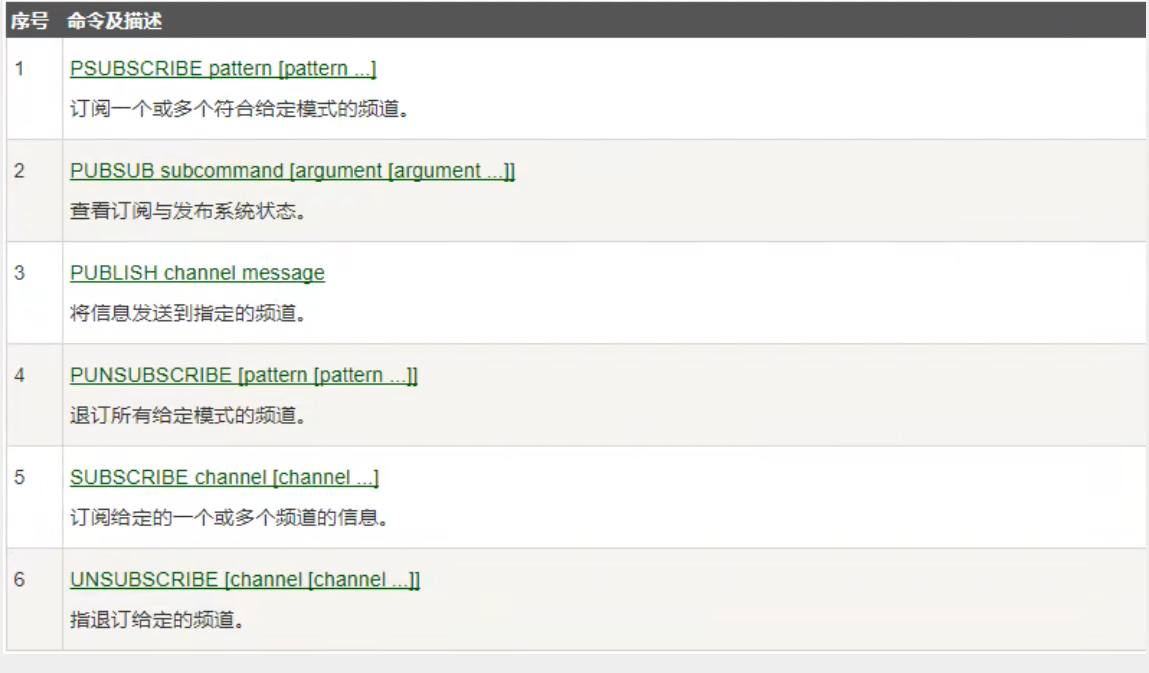 序号 命令及描述
1 PSUBSCRIBE pattern [pattern ...]
订阅一个或多个符合给定模式的频道。
2 PUBSUB subcommand [argument [argument ...]]
查看订阅与发布系统状态。
3 PUBLISH channel message
将信息发送到指定的频道。
4 PUNSUBSCRIBE [pattern [pattern ...]]
退订所有给定模式的频道。
5 SUBSCRIBE channel [channel ...]
订阅给定的一个或多个频道的信息。
6 UNSUBSCRIBE [channel [channel ...]]
指退订给定的频道。